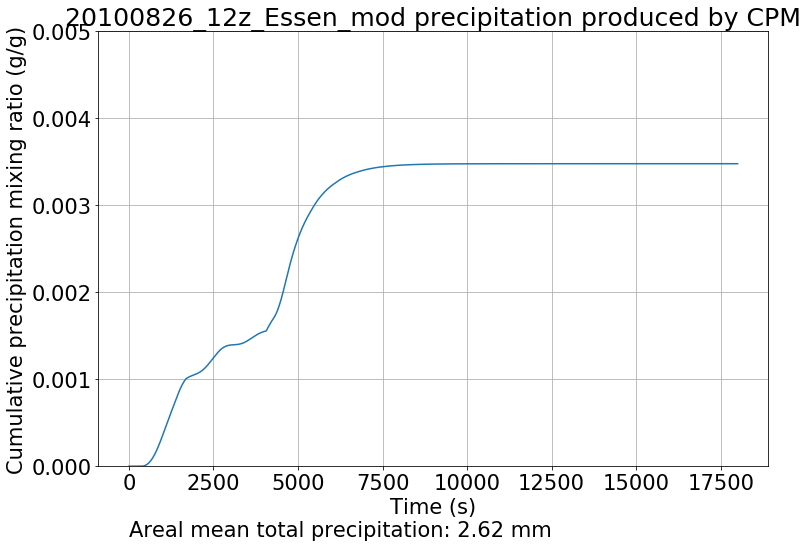 20100826_12z_Essen_mod precipitation produced by CPM
Cumulative precipitation mixing ratio (g/g)
0.005
0.004
0.003
0.002
0.001
0.000
0 2500 5000 7500 10000 12500 15000 17500
Time (s)
Areal mean total precipitation: 2.62 mm